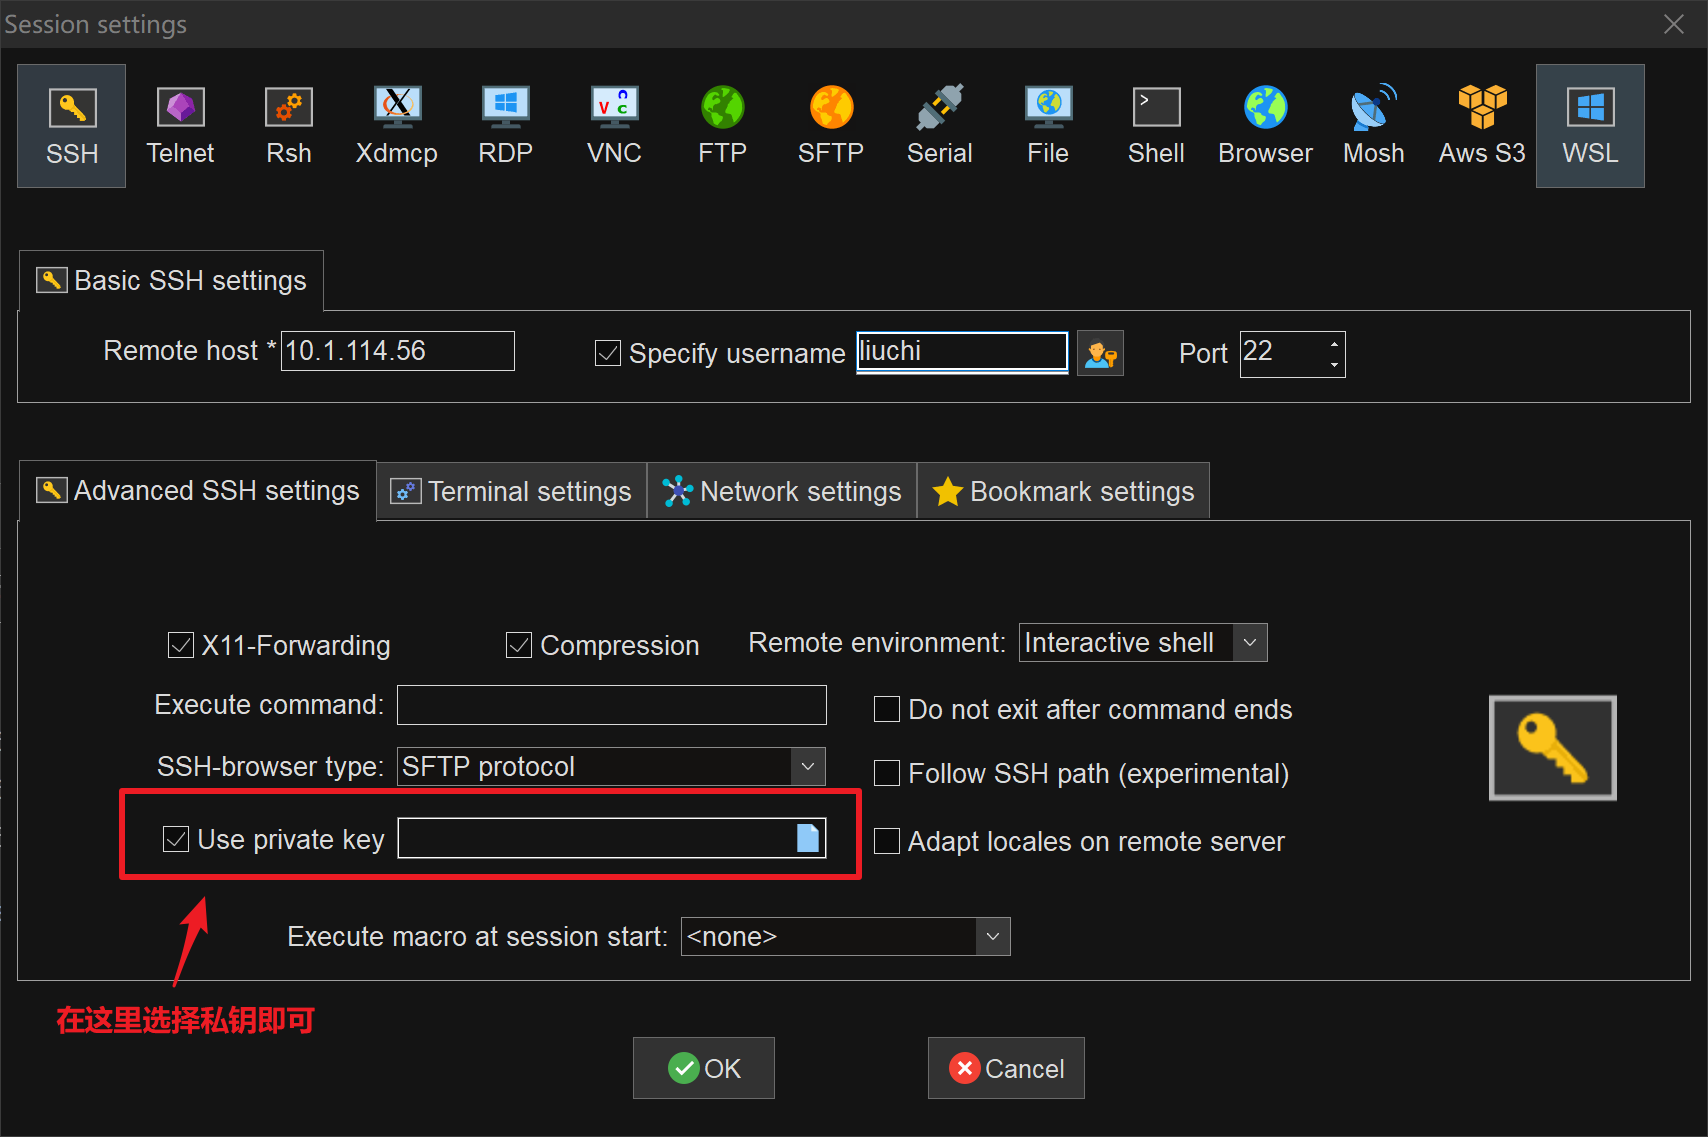 Session settings
SSH Telnet Rsh Xdmcp RDP VNC FTP SFTP Serial File Shell Browser Mosh Aws S3 WSL
Basic SSH settings
Remote host * 10.1.114.56 Specify username liuchi Port 22
Advanced SSH settings Terminal settings Network settings Bookmark settings
X11-Forwarding Compression Remote environment: Interactive shell
Execute command: Do not exit after command ends
SSH-browser type: SFTP protocol Follow SSH path (experimental)
Use private key Adapt locales on remote server
Execute macro at session start: <none>
在这里选择私钥即可
OK Cancel